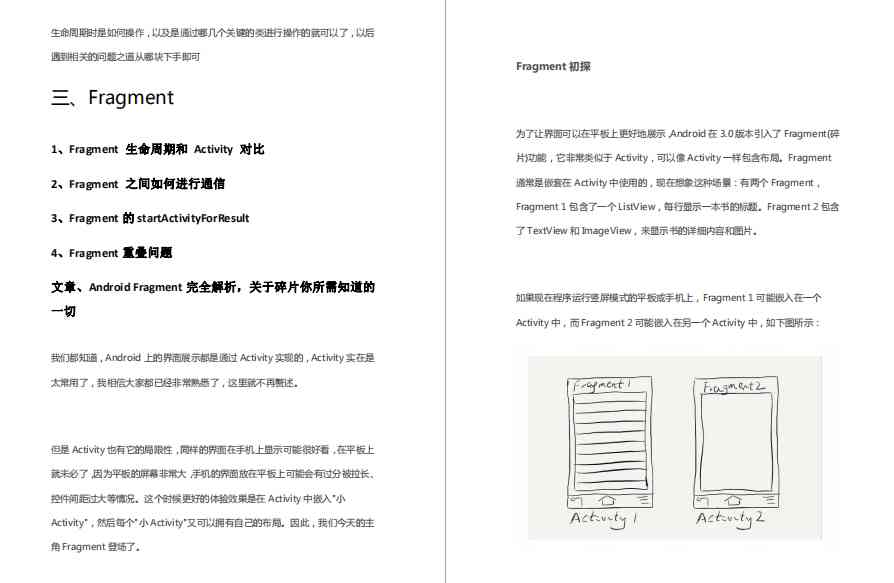 生命周期时是如何操作，以及是通过哪几个关键的类进行操作的就可以了，以后
遇到相关的问题之道从哪块下手即可
三、Fragment
1、Fragment 生命周期和 Activity 对比
2、Fragment 之间如何进行通信
3、Fragment 的 startActivityForResult
4、Fragment 重叠问题
文章、Android Fragment 完全解析，关于碎片你所需知道的
一切
我们都知道，Android 上的界面展示都是通过 Activity 实现的，Activity 实在是
太常用了，我相信大家都已经非常熟悉了，这里就不再赘述。
但是 Activity 也有它的局限性，同样的界面在手机上显示可能很好看，在平板上
就未必了，因为平板的屏幕非常大，手机的界面放在平板上可能会有过分被拉长、
控件间距过大等情况。这个时候更好的体验效果是在 Activity 中嵌入"小
Activity"，然后每个"小 Activity"又可以拥有自己的布局。因此，我们今天的主
角 Fragment 登场了。
Fragment 初探
为了让界面可以在平板上更好地展示，Android 在 3.0 版本引入了 Fragment(碎
片)功能，它非常类似于 Activity，可以像 Activity 一样包含布局。Fragment
通常是嵌套在 Activity 中使用的，现在想象这种场景：有两个 Fragment，
Fragment 1 包含了一个 ListView，每行显示一本书的标题。Fragment 2 包含
了 TextView 和 ImageView，来显示书的详细内容和图片。
如果现在程序运行竖屏模式的平板或手机上，Fragment 1 可能嵌入在一个
Activity 中，而 Fragment 2 可能嵌入在另一个 Activity 中，如下图所示：
Fragment 1
Fragment 2
Activity 1
Activity 2